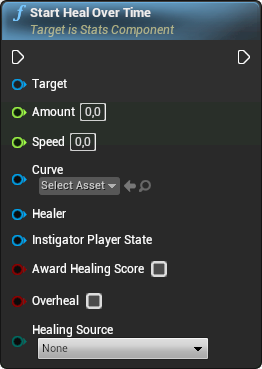 f Start Heal Over Time
Target is Stats Component
Target
Amount 0,0
Speed 0,0
Curve
Select Asset
Healer
Instigator Player State
Award Healing Score
Overheal
Healing Source
None